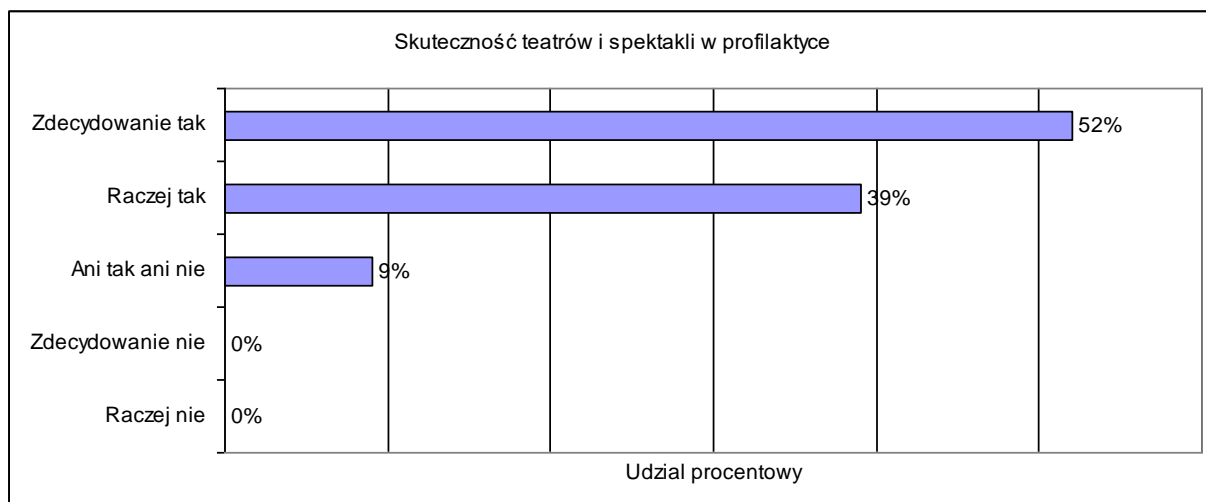 Skuteczność teatrów i spektakli w profilaktyce
Zdecydowanie tak
52%
Raczej tak
39%
Ani tak ani nie
9%
Zdecydowanie nie
0%
Raczej nie
0%
Udzial procentowy